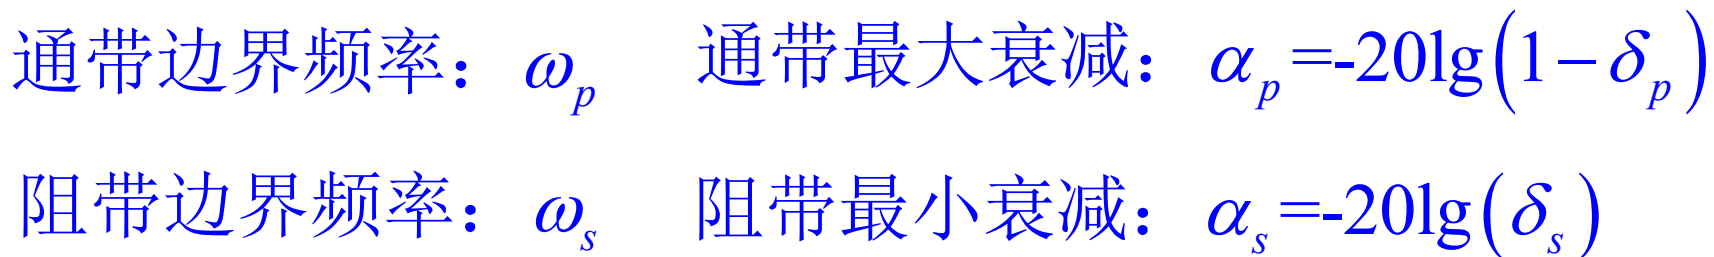 通带边界频率： ωₚ 通带最大衰减： αₚ=-20lg(1−δₚ)
阻带边界频率： ωₛ 阻带最小衰减： αₛ=-20lg(δₛ)